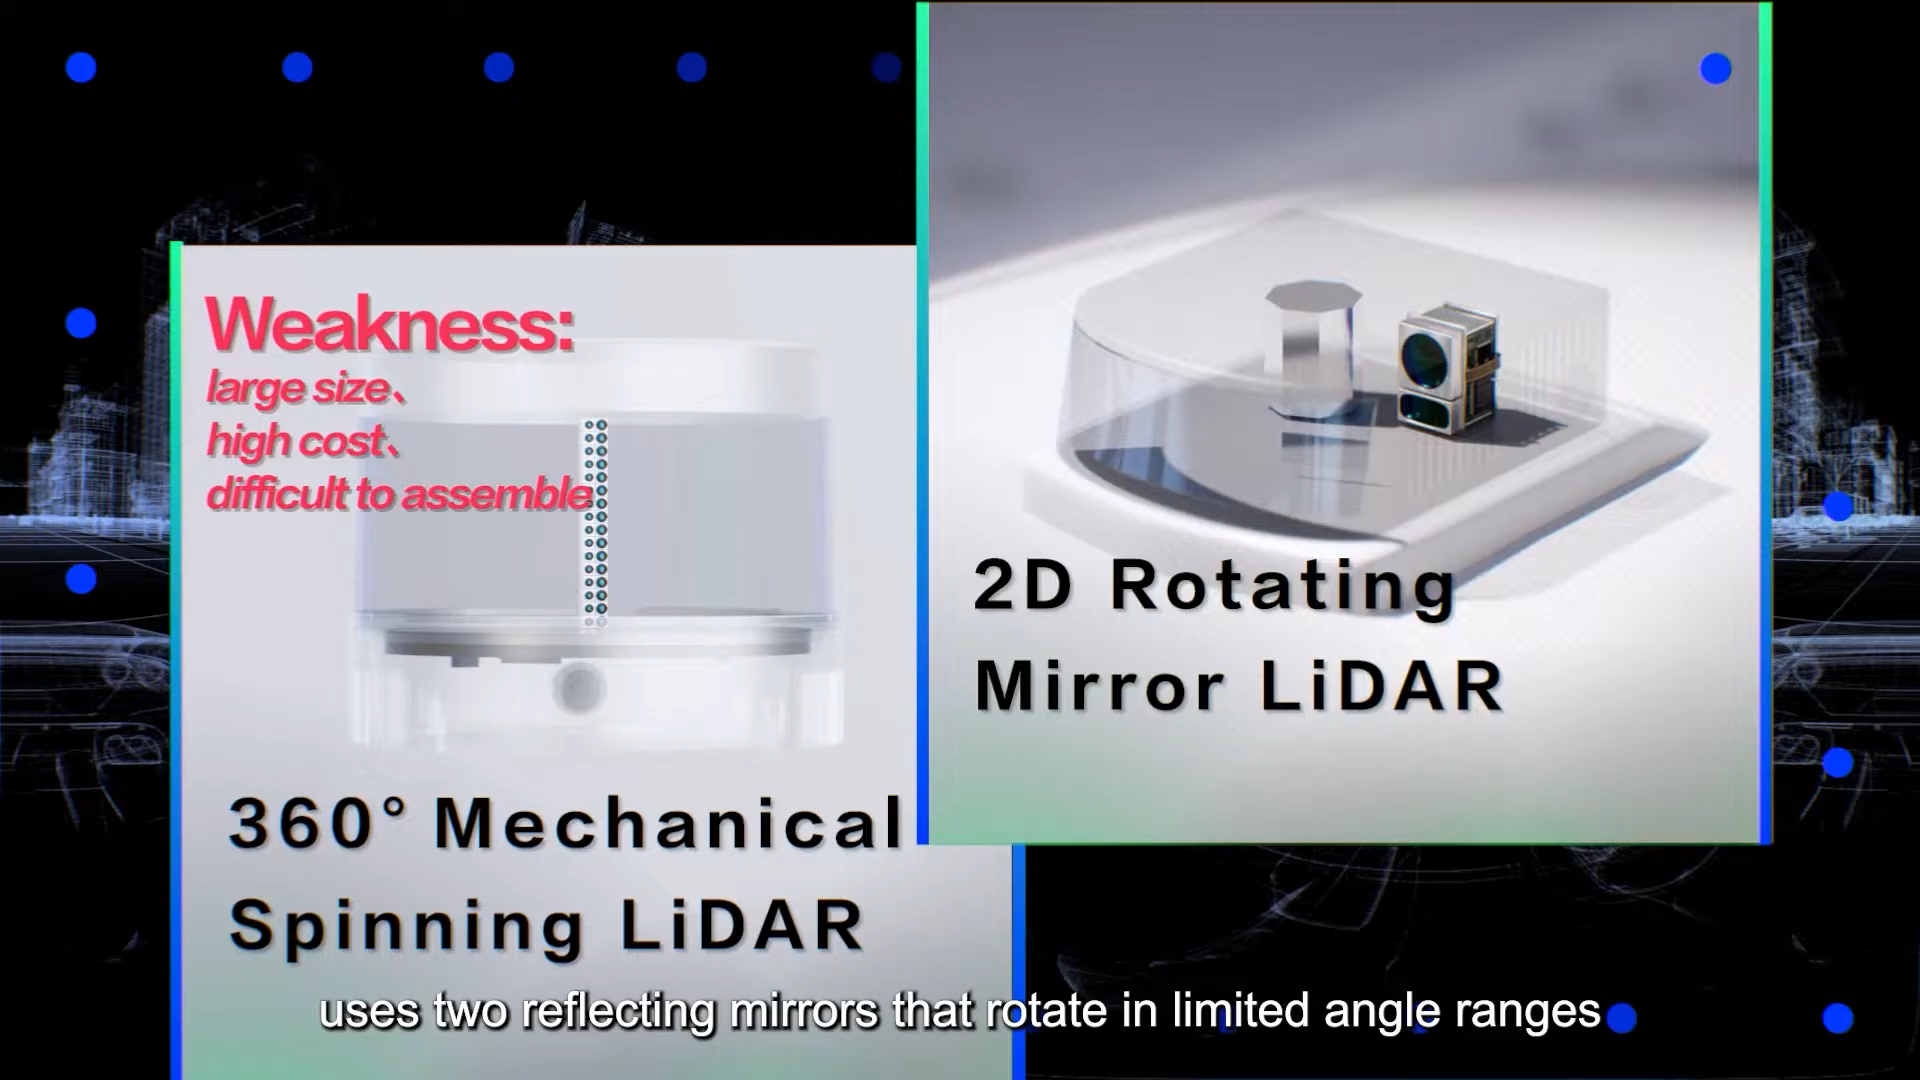 Weakness:
large size、
high cost、
difficult to assemble
360° Mechanical
Spinning LiDAR
2D Rotating
Mirror LiDAR
uses two reflecting mirrors that rotate in limited angle ranges